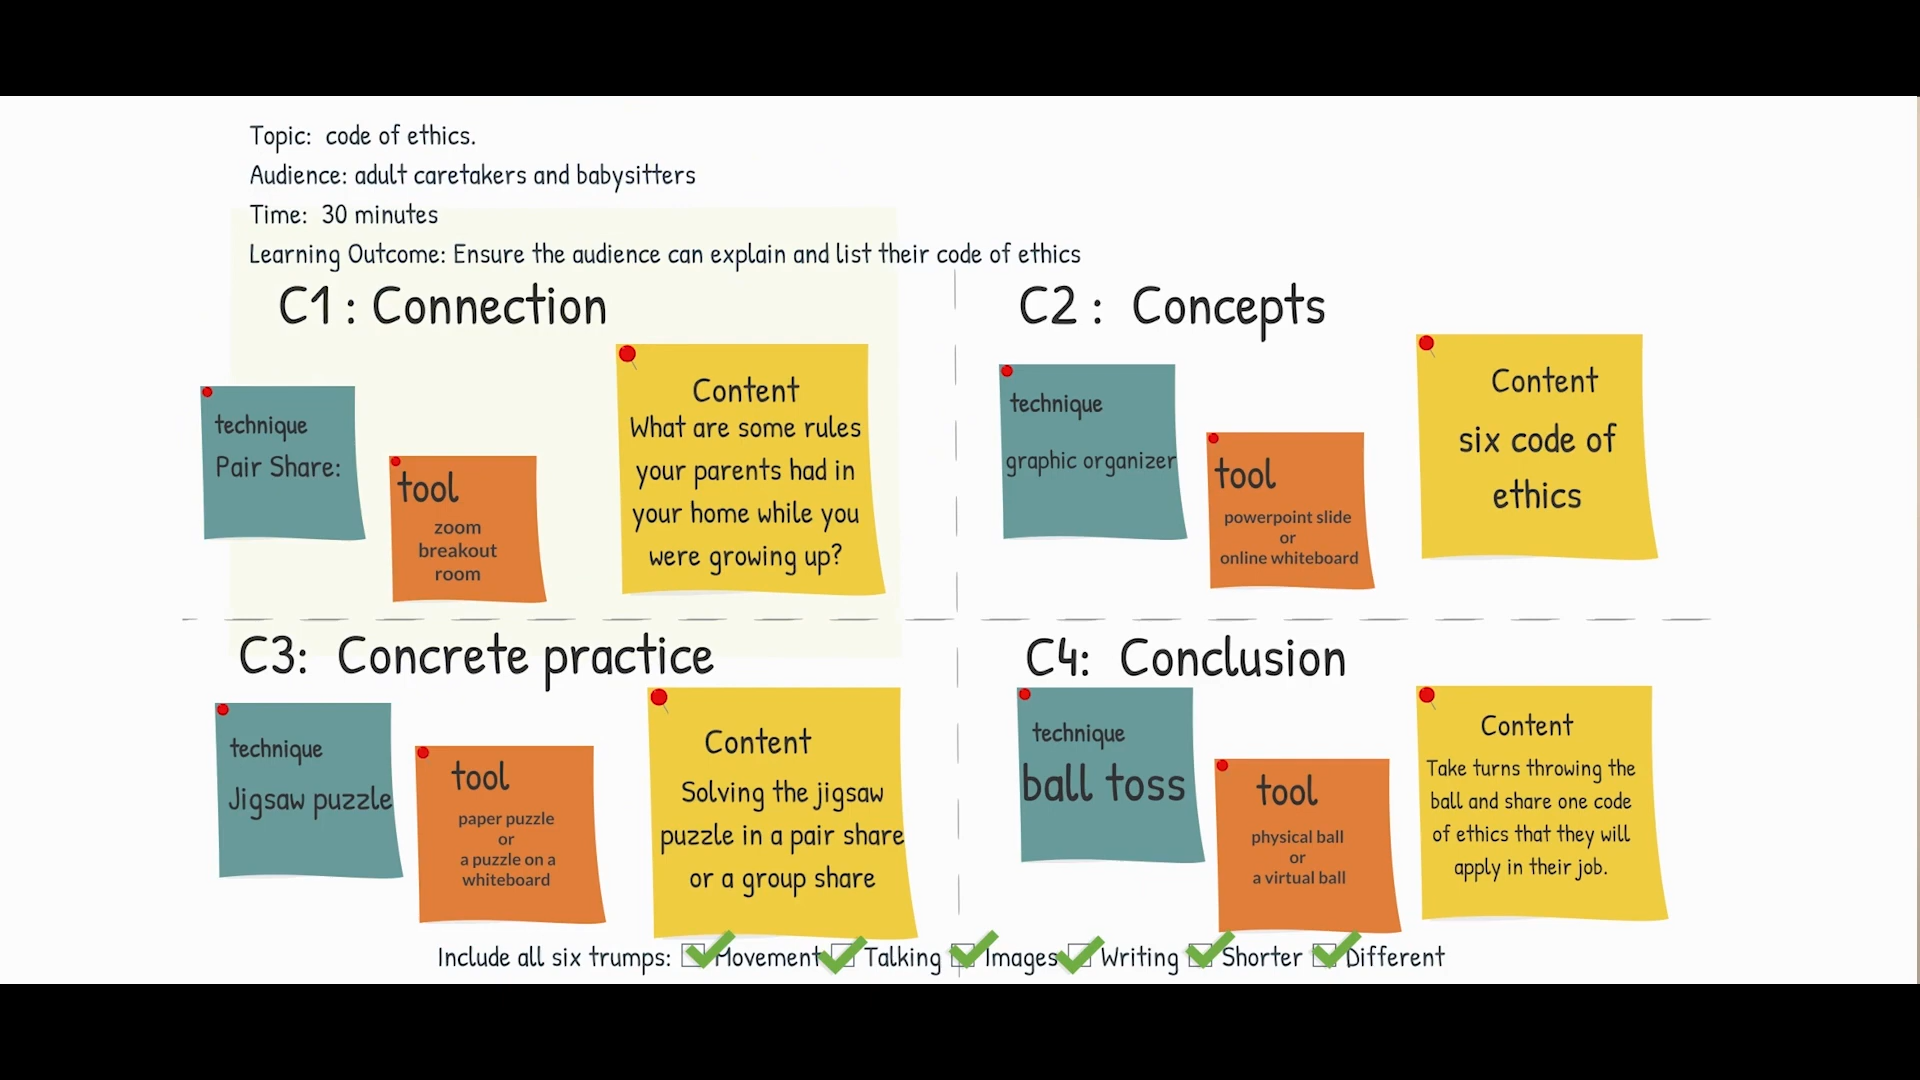 Topic: code of ethics.
Audience: adult caretakers and babysitters
Time: 30 minutes
Learning Outcome: Ensure the audience can explain and list their code of ethics
C1 : Connection
technique
Pair Share:
tool
zoom
breakout
room
Content
What are some rules
your parents had in
your home while you
were growing up?
C2 : Concepts
technique
graphic organizer
tool
powerpoint slide
or
online whiteboard
Content
six code of
ethics
C3: Concrete practice
technique
Jigsaw puzzle
tool
paper puzzle
or
a puzzle on a
whiteboard
Content
Solving the jigsaw
puzzle in a pair share
or a group share
C4: Conclusion
technique
ball toss
tool
physical ball
or
a virtual ball
Content
Take turns throwing the
ball and share one code
of ethics that they will
apply in their job.
Include all six trumps: Movement Talking Images Writing Shorter Different